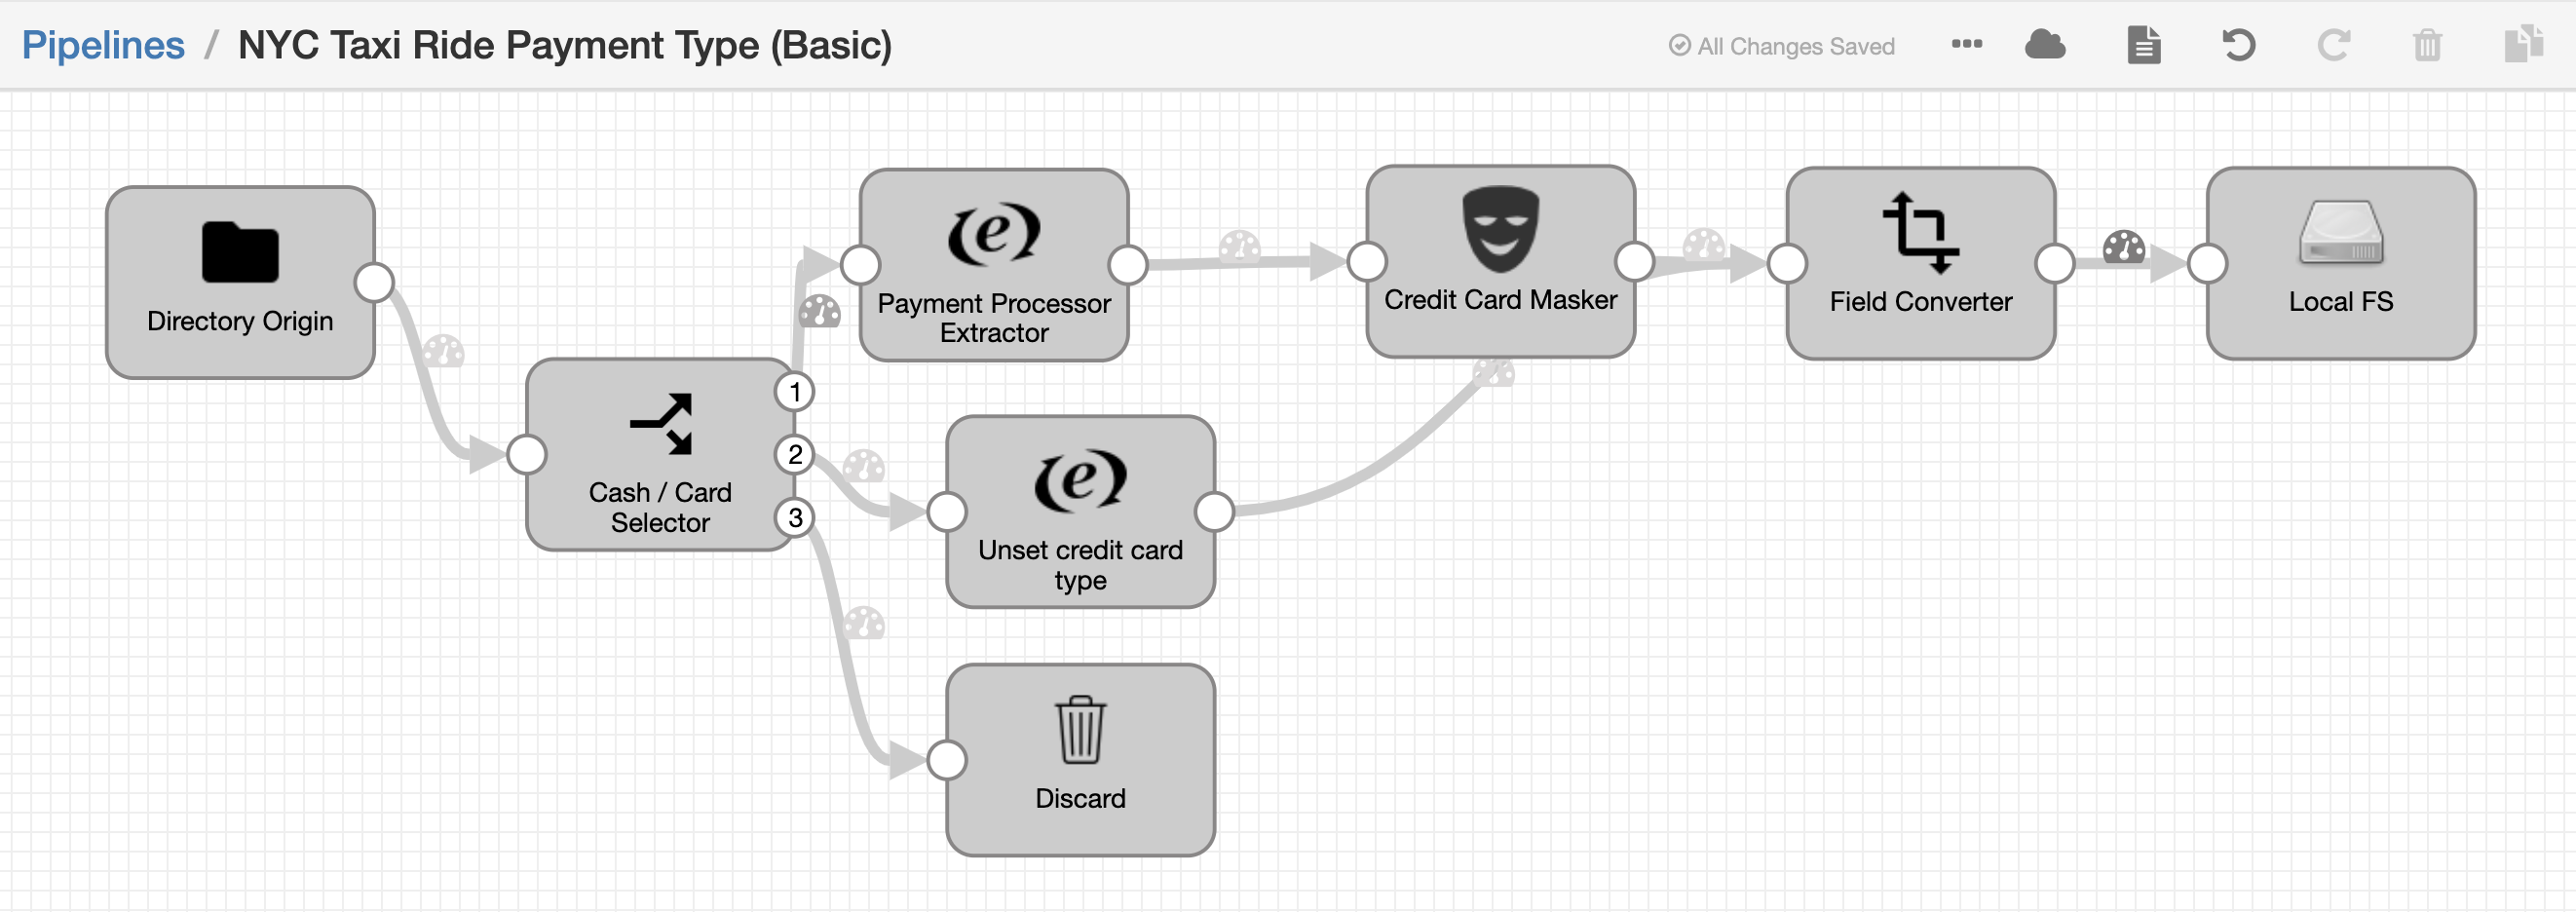 Pipelines / NYC Taxi Ride Payment Type (Basic)
All Changes Saved
Directory Origin
Cash / Card
Selector
1
2
3
Payment Processor
Extractor
Unset credit card
type
Discard
Credit Card Masker
Field Converter
Local FS